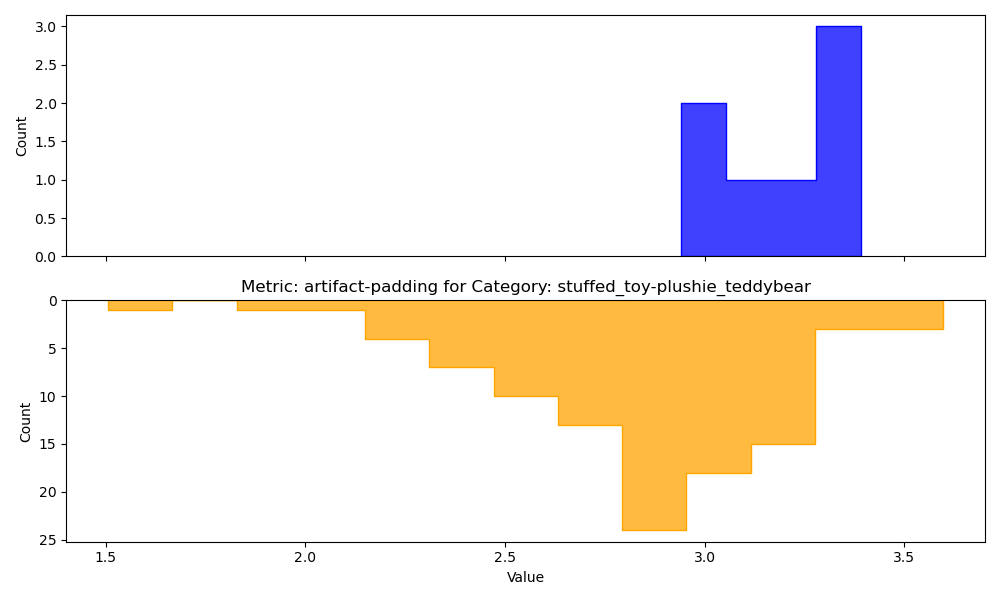 3.0
2.5
2.0
1.5
1.0
0.5
0.0
Count
Metric: artifact-padding for Category: stuffed_toy-plushie_teddybear
0
5
10
15
20
25
Count
1.5 2.0 2.5 3.0 3.5
Value